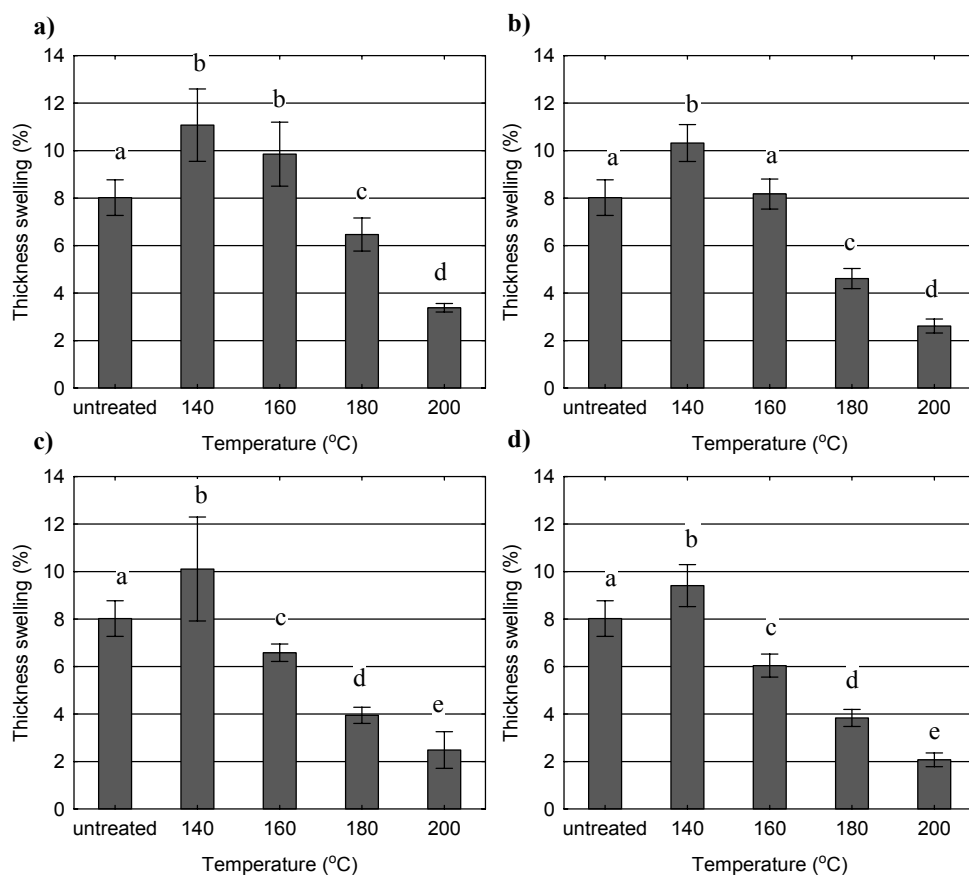 a)
Thickness swelling (%)
14
12
10
8
6
4
2
0
a
b
b
c
d
untreated 140 160 180 200
Temperature (°C)
b)
Thickness swelling (%)
14
12
10
8
6
4
2
0
a
b
a
c
d
untreated 140 160 180 200
Temperature (°C)
c)
Thickness swelling (%)
14
12
10
8
6
4
2
0
a
b
c
d
e
untreated 140 160 180 200
Temperature (°C)
d)
Thickness swelling (%)
14
12
10
8
6
4
2
0
a
b
c
d
e
untreated 140 160 180 200
Temperature (°C)